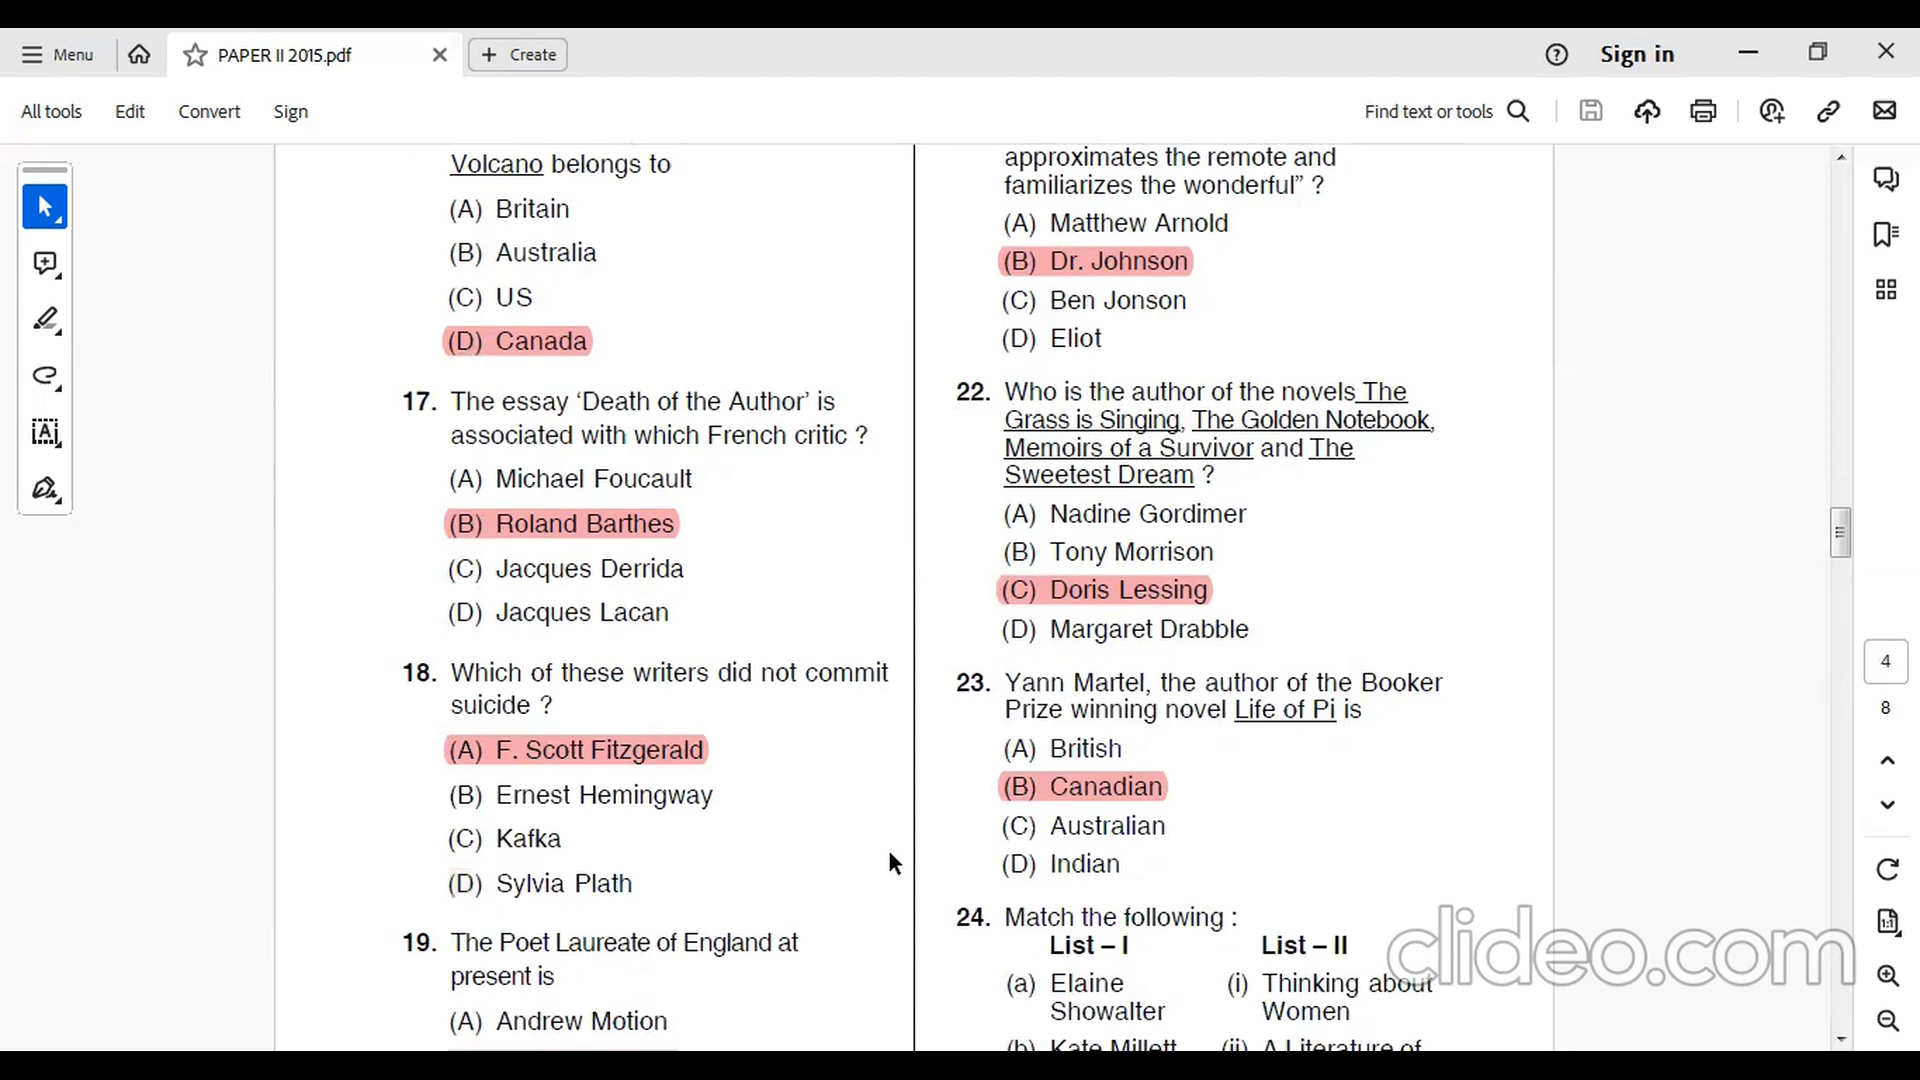 Menu
PAPER II 2015.pdf
Create
Sign in
All tools
Edit
Convert
Sign
Find text or tools
Volcano belongs to
(A) Britain
(B) Australia
(C) US
(D) Canada
17. The essay ‘Death of the Author’ is
associated with which French critic ?
(A) Michael Foucault
(B) Roland Barthes
(C) Jacques Derrida
(D) Jacques Lacan
18. Which of these writers did not commit
suicide ?
(A) F. Scott Fitzgerald
(B) Ernest Hemingway
(C) Kafka
(D) Sylvia Plath
19. The Poet Laureate of England at
present is
(A) Andrew Motion
approximates the remote and
familiarizes the wonderful” ?
(A) Matthew Arnold
(B) Dr. Johnson
(C) Ben Jonson
(D) Eliot
22. Who is the author of the novels The
Grass is Singing, The Golden Notebook,
Memoirs of a Survivor and The
Sweetest Dream ?
(A) Nadine Gordimer
(B) Tony Morrison
(C) Doris Lessing
(D) Margaret Drabble
23. Yann Martel, the author of the Booker
Prize winning novel Life of Pi is
(A) British
(B) Canadian
(C) Australian
(D) Indian
24. Match the following :
List – I List – II
(a) Elaine (i) Thinking about
Showalter Women
(b) Kate Millett (ii) A Literature of
4
8
1:1
clideo.com